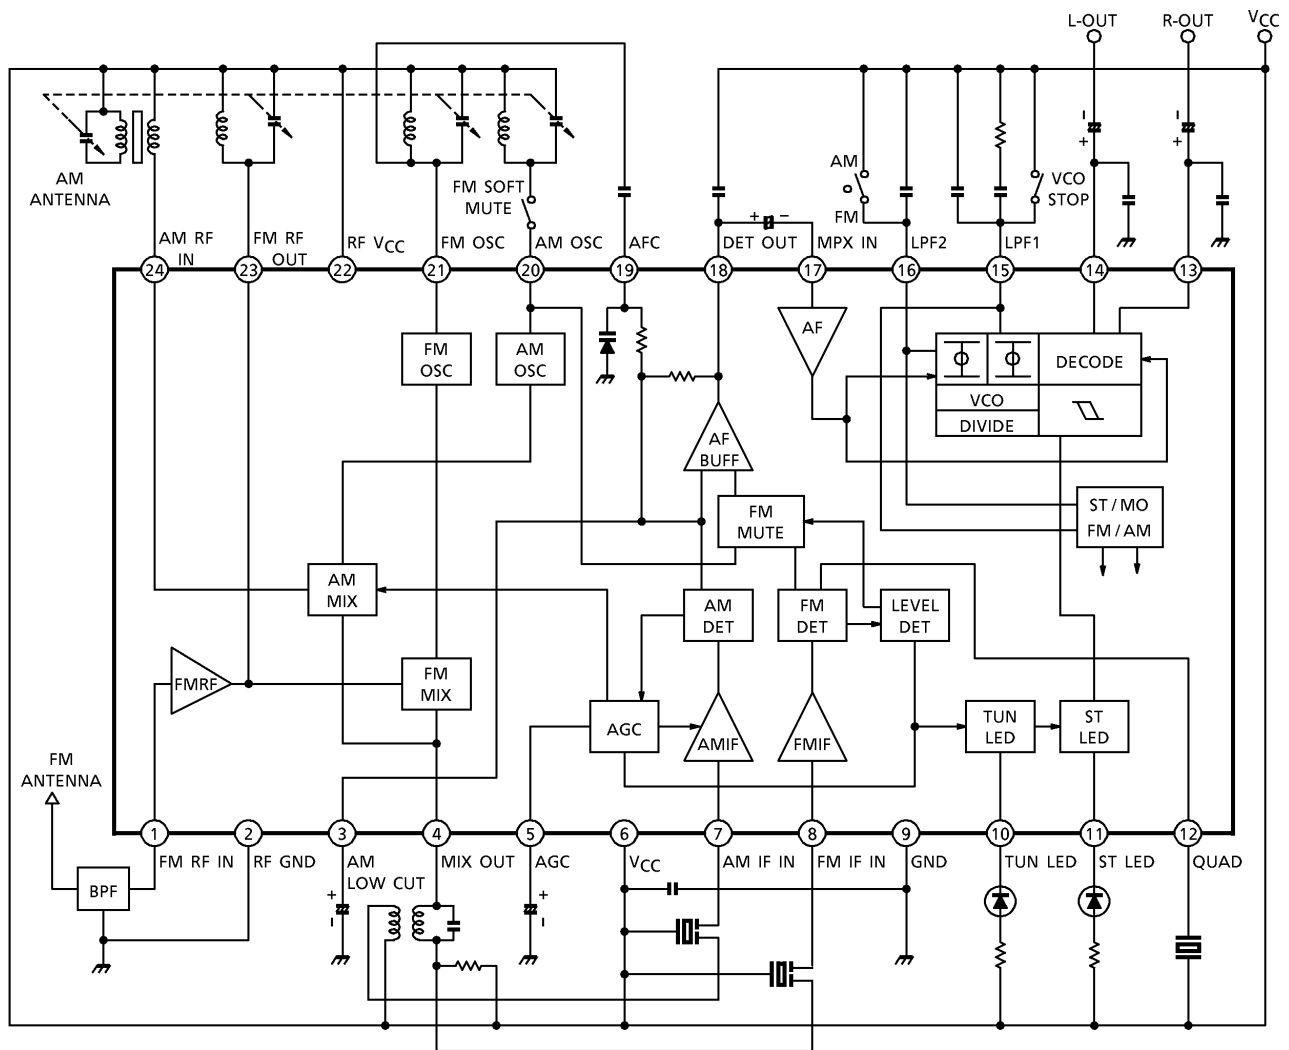 L-OUT R-OUT VCC
AM
ANTENNA
FM SOFT
MUTE
AM
FM
VCO
STOP
+ −
− +
− +
AM RF
IN
FM RF
OUT
RF VCC
FM OSC
AM OSC
AFC
DET OUT
MPX IN
LPF2
LPF1
24 23 22 21 20 19 18 17 16 15 14 13
FM
OSC
AM
OSC
AF
DECODE
VCO
DIVIDE
AF
BUFF
FM
MUTE
ST / MO
FM / AM
AM
MIX
AM
DET
FM
DET
LEVEL
DET
FMRF
FM
MIX
AGC
AMIF
FMIF
TUN
LED
ST
LED
FM
ANTENNA
1 2 3 4 5 6 7 8 9 10 11 12
FM RF IN
RF GND
AM
LOW CUT
MIX OUT
AGC
VCC
AM IF IN
FM IF IN
GND
TUN LED
ST LED
QUAD
BPF
+ −
+ −